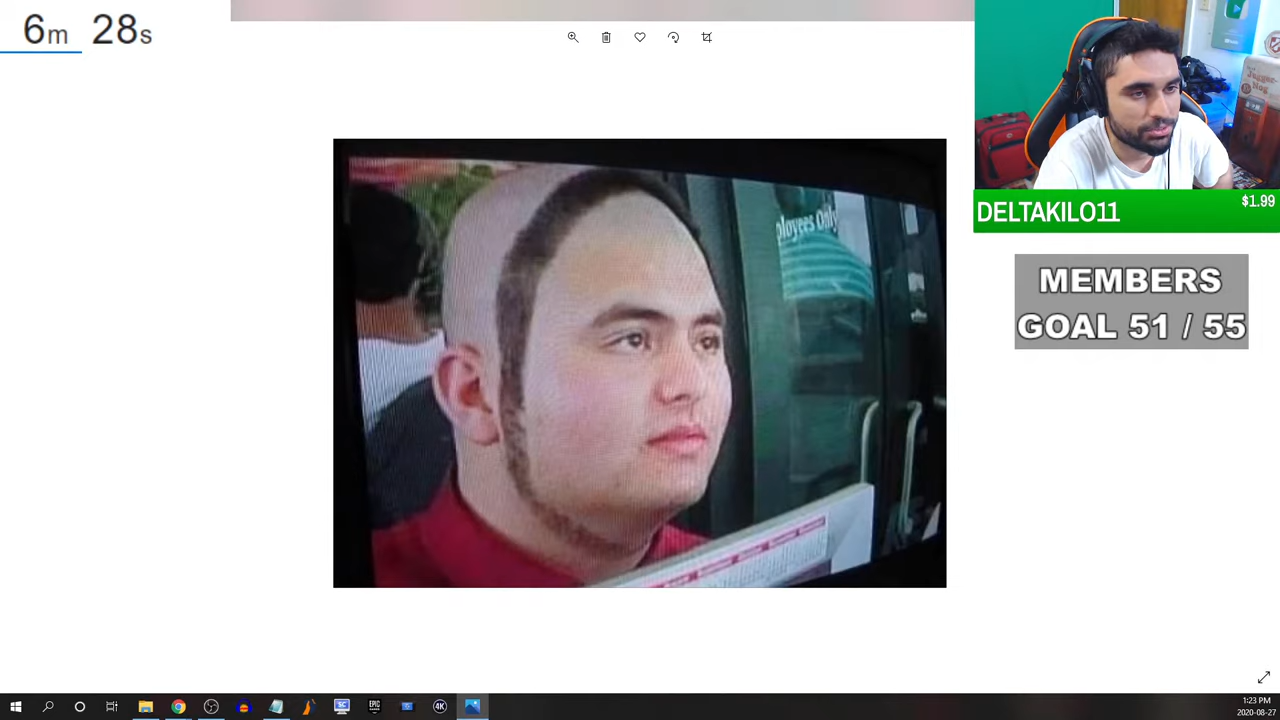 6m 28s
DELTAKILO11
$1.99
MEMBERS
GOAL 51 / 55
ployees Only
1:23 PM
2020-08-27